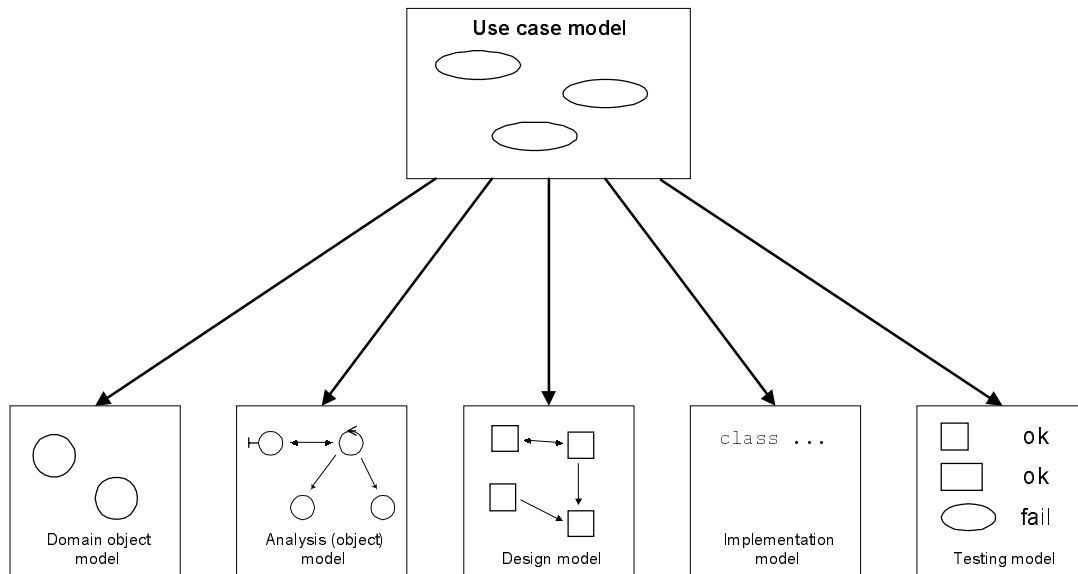 Use case model
Domain object
model
Analysis (object)
model
Design model
class ...
Implementation
model
ok
ok
fail
Testing model